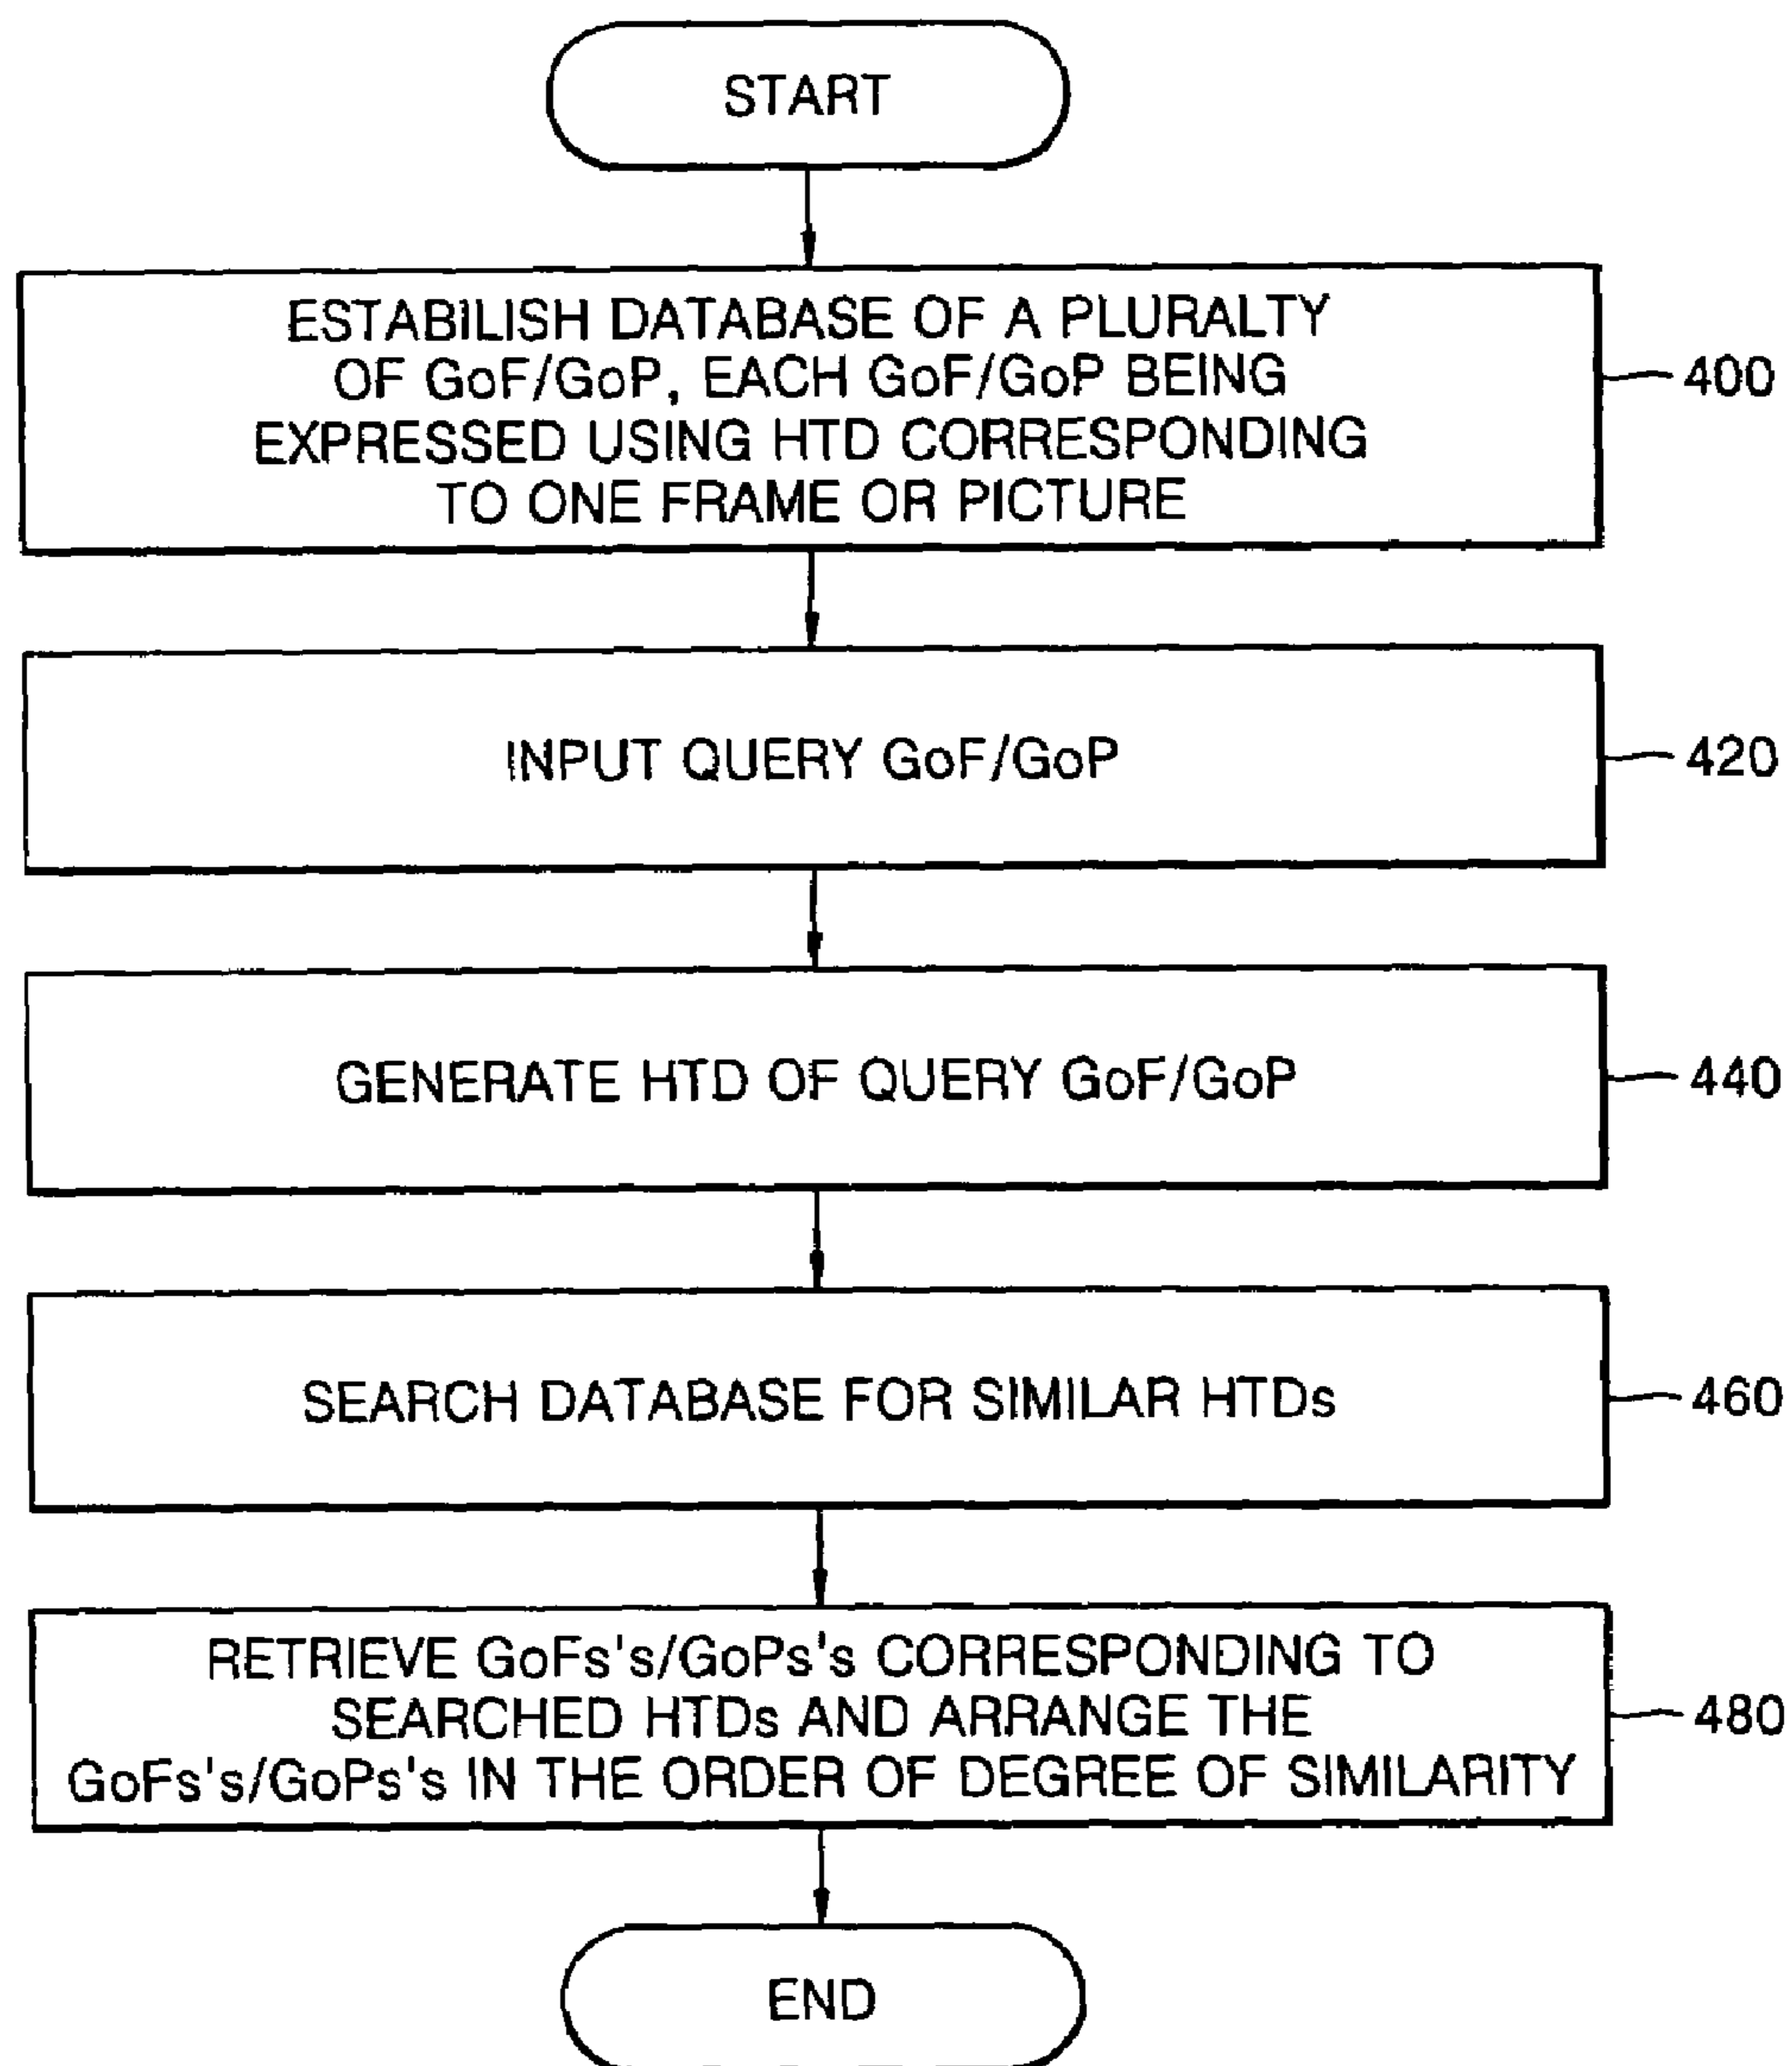 START
ESTABILISH DATABASE OF A PLURALTY
OF GoF/GoP, EACH GoF/GoP BEING
EXPRESSED USING HTD CORRESPONDING
TO ONE FRAME OR PICTURE
400
INPUT QUERY GoF/GoP
420
GENERATE HTD OF QUERY GoF/GoP
440
SEARCH DATABASE FOR SIMILAR HTDs
460
RETRIEVE GoFs's/GoPs's CORRESPONDING TO
SEARCHED HTDs AND ARRANGE THE
GoFs's/GoPs's IN THE ORDER OF DEGREE OF SIMILARITY
480
END